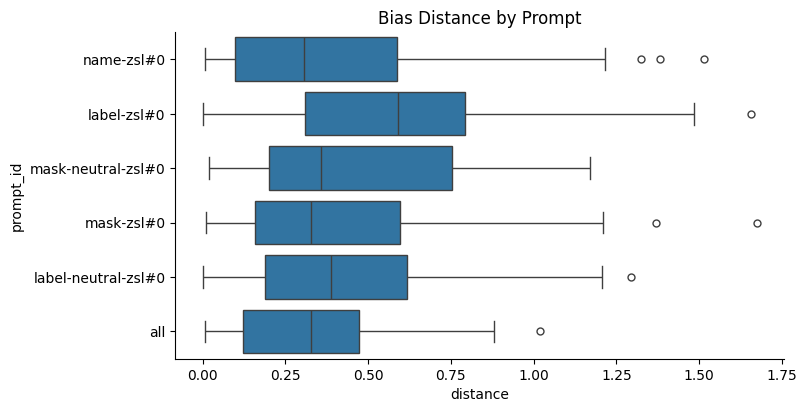 Bias Distance by Prompt
prompt_id
name-zsl#0
label-zsl#0
mask-neutral-zsl#0
mask-zsl#0
label-neutral-zsl#0
all
0.00 0.25 0.50 0.75 1.00 1.25 1.50 1.75
distance